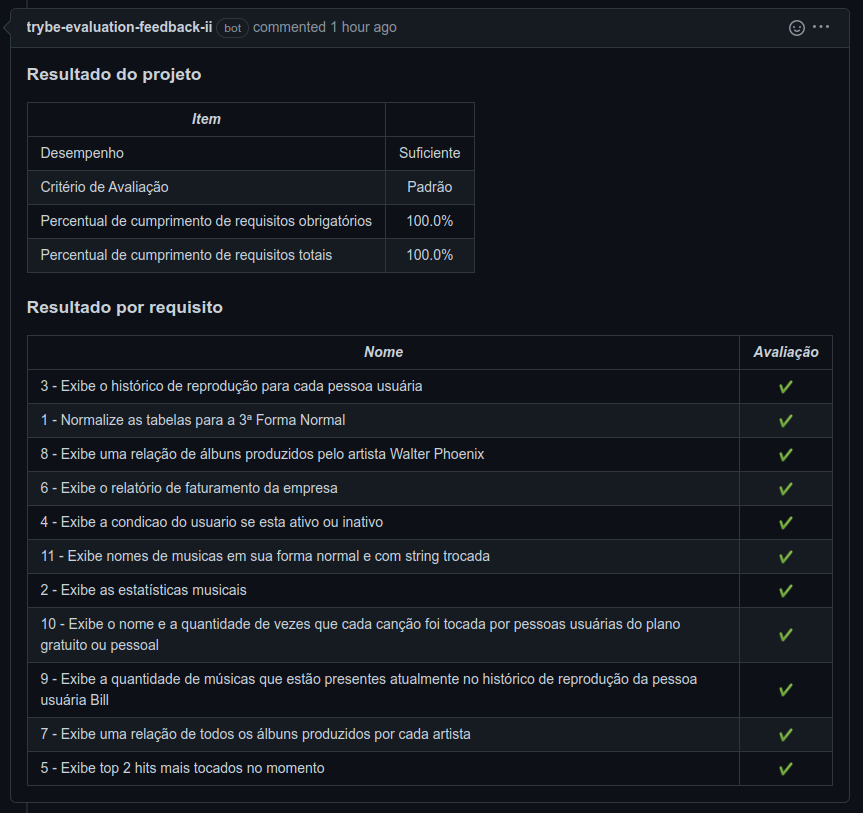 trybe-evaluation-feedback-ii bot commented 1 hour ago
Resultado do projeto
Item
Desempenho Suficiente
Critério de Avaliação Padrão
Percentual de cumprimento de requisitos obrigatórios 100.0%
Percentual de cumprimento de requisitos totais 100.0%
Resultado por requisito
Nome Avaliação
3 - Exibe o histórico de reprodução para cada pessoa usuária
1 - Normalize as tabelas para a 3ª Forma Normal
8 - Exibe uma relação de álbuns produzidos pelo artista Walter Phoenix
6 - Exibe o relatório de faturamento da empresa
4 - Exibe a condicao do usuario se esta ativo ou inativo
11 - Exibe nomes de musicas em sua forma normal e com string trocada
2 - Exibe as estatísticas musicais
10 - Exibe o nome e a quantidade de vezes que cada canção foi tocada por pessoas usuárias do plano
gratuito ou pessoal
9 - Exibe a quantidade de músicas que estão presentes atualmente no histórico de reprodução da pessoa
usuária Bill
7 - Exibe uma relação de todos os álbuns produzidos por cada artista
5 - Exibe top 2 hits mais tocados no momento